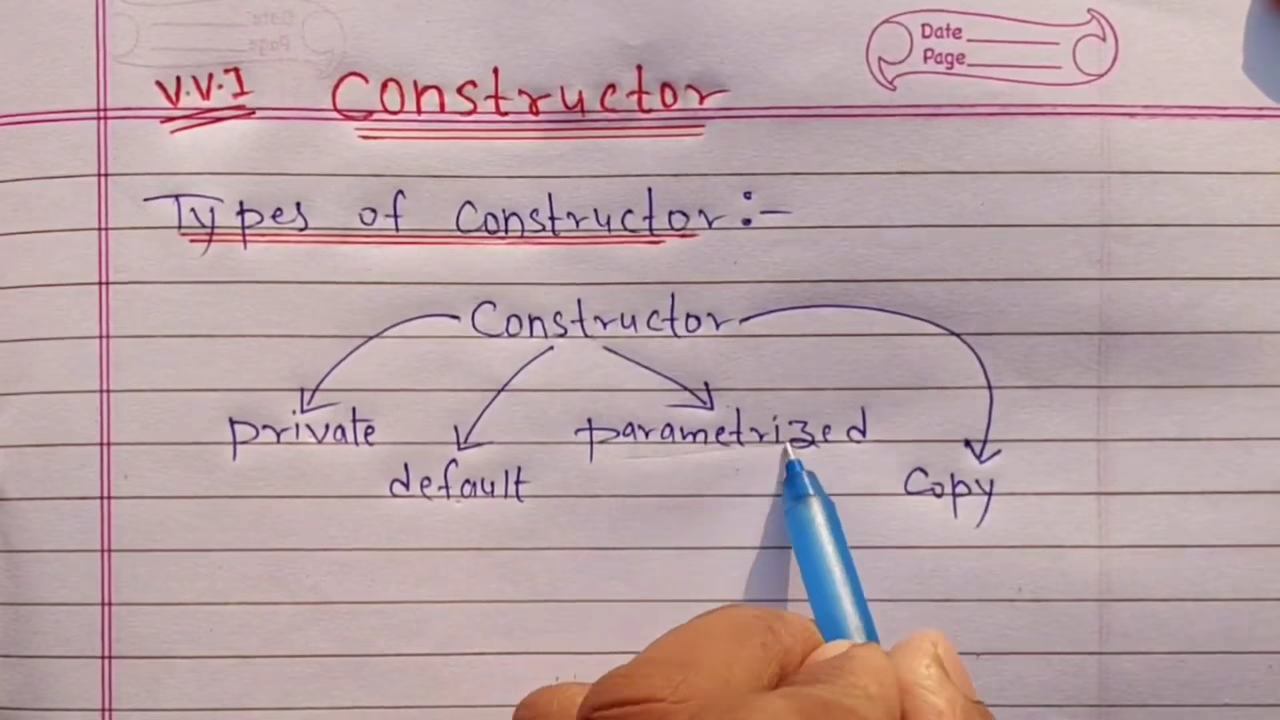 Date
Page
V.V.I Constructor
Types of Constructor:-
Constructor
private
default
parametrized
Copy